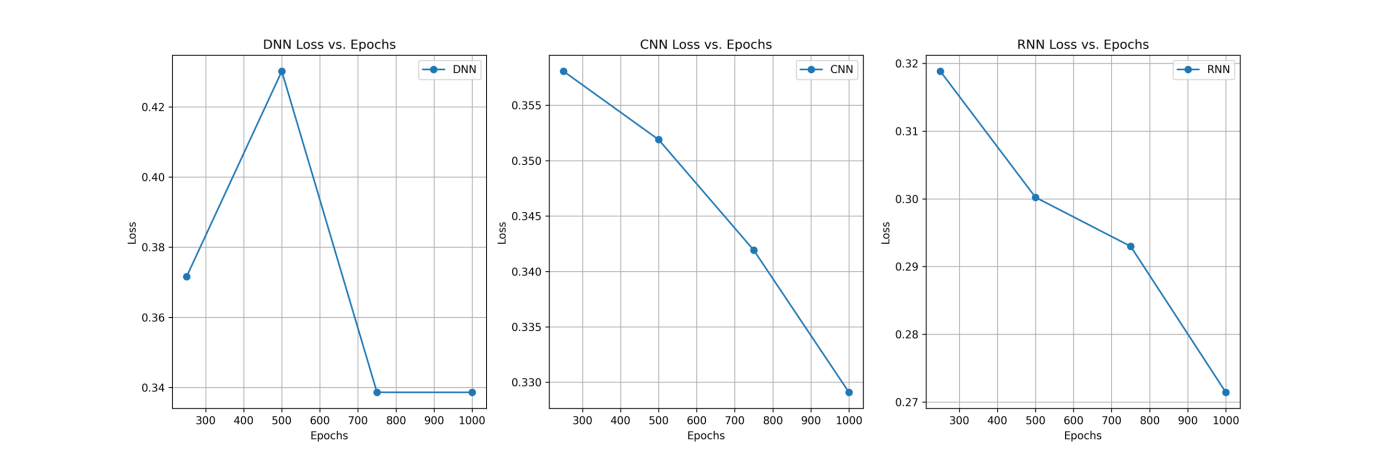 DNN Loss vs. Epochs
DNN
0.42
0.40
0.38
0.36
0.34
Loss
300 400 500 600 700 800 900 1000
Epochs
CNN Loss vs. Epochs
CNN
0.355
0.350
0.345
0.340
0.335
0.330
Loss
300 400 500 600 700 800 900 1000
Epochs
RNN Loss vs. Epochs
RNN
0.32
0.31
0.30
0.29
0.28
0.27
Loss
300 400 500 600 700 800 900 1000
Epochs